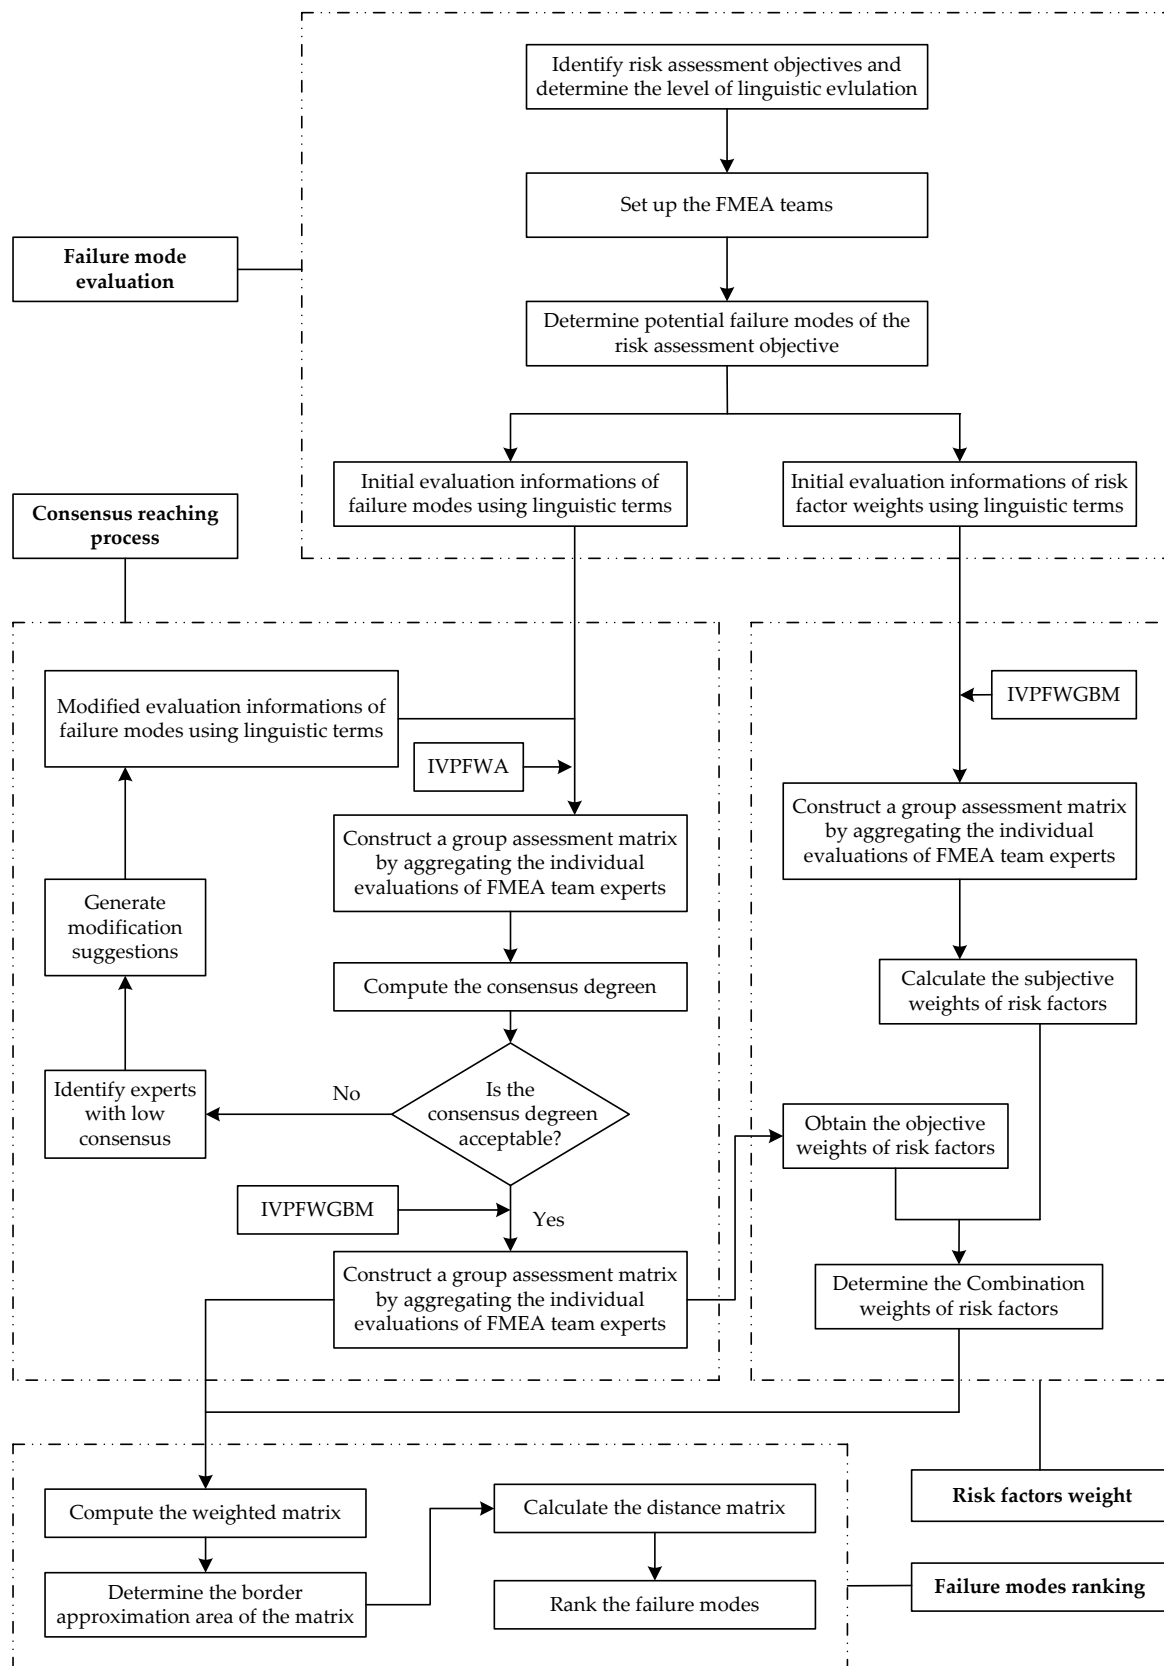 Identify risk assessment objectives and
determine the level of linguistic evlulation
Set up the FMEA teams
Failure mode
evaluation
Determine potential failure modes of the
risk assessment objective
Initial evaluation informations of
failure modes using linguistic terms
Initial evaluation informations of risk
factor weights using linguistic terms
Consensus reaching
process
Modified evaluation informations of
failure modes using linguistic terms
IVPFWA
IVPFWGBM
Construct a group assessment matrix
by aggregating the individual
evaluations of FMEA team experts
Construct a group assessment matrix
by aggregating the individual
evaluations of FMEA team experts
Generate
modification
suggestions
Compute the consensus degreen
Calculate the subjective
weights of risk factors
Identify experts
with low
consensus
No
Is the
consensus degreen
acceptable?
Obtain the objective
weights of risk factors
IVPFWGBM
Yes
Construct a group assessment matrix
by aggregating the individual
evaluations of FMEA team experts
Determine the Combination
weights of risk factors
Compute the weighted matrix
Calculate the distance matrix
Risk factors weight
Determine the border
approximation area of the matrix
Rank the failure modes
Failure modes ranking